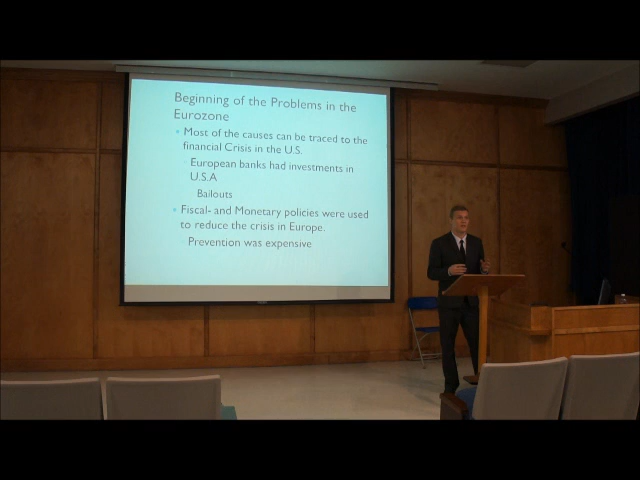 Beginning of the Problems in the
Eurozone
Most of the causes can be traced to the
financial Crisis in the U.S.
European banks had investments in
U.S.A
Bailouts
Fiscal- and Monetary policies were used
to reduce the crisis in Europe.
Prevention was expensive